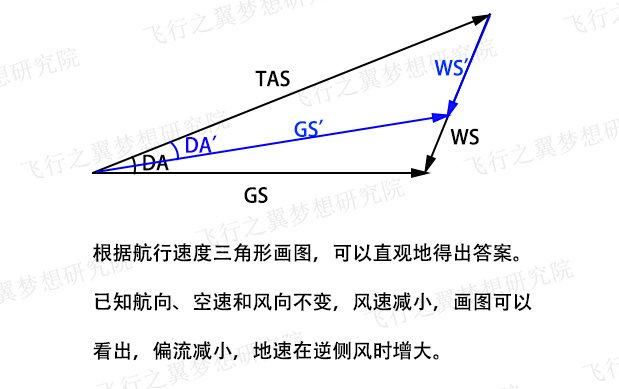 TAS
WS′
DA′
GS′
WS
DA
GS
根据航行速度三角形画图，可以直观地得出答案。
已知航向、空速和风向不变，风速减小，画图可以
看出，偏流减小，地速在逆侧风时增大。
飞行之翼梦想研究院